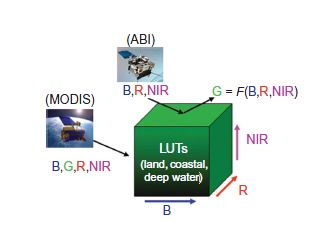 (ABI)
B,R,NIR
G = F(B,R,NIR)
(MODIS)
B,G,R,NIR
LUTs
(land, coastal,
deep water)
NIR
R
B